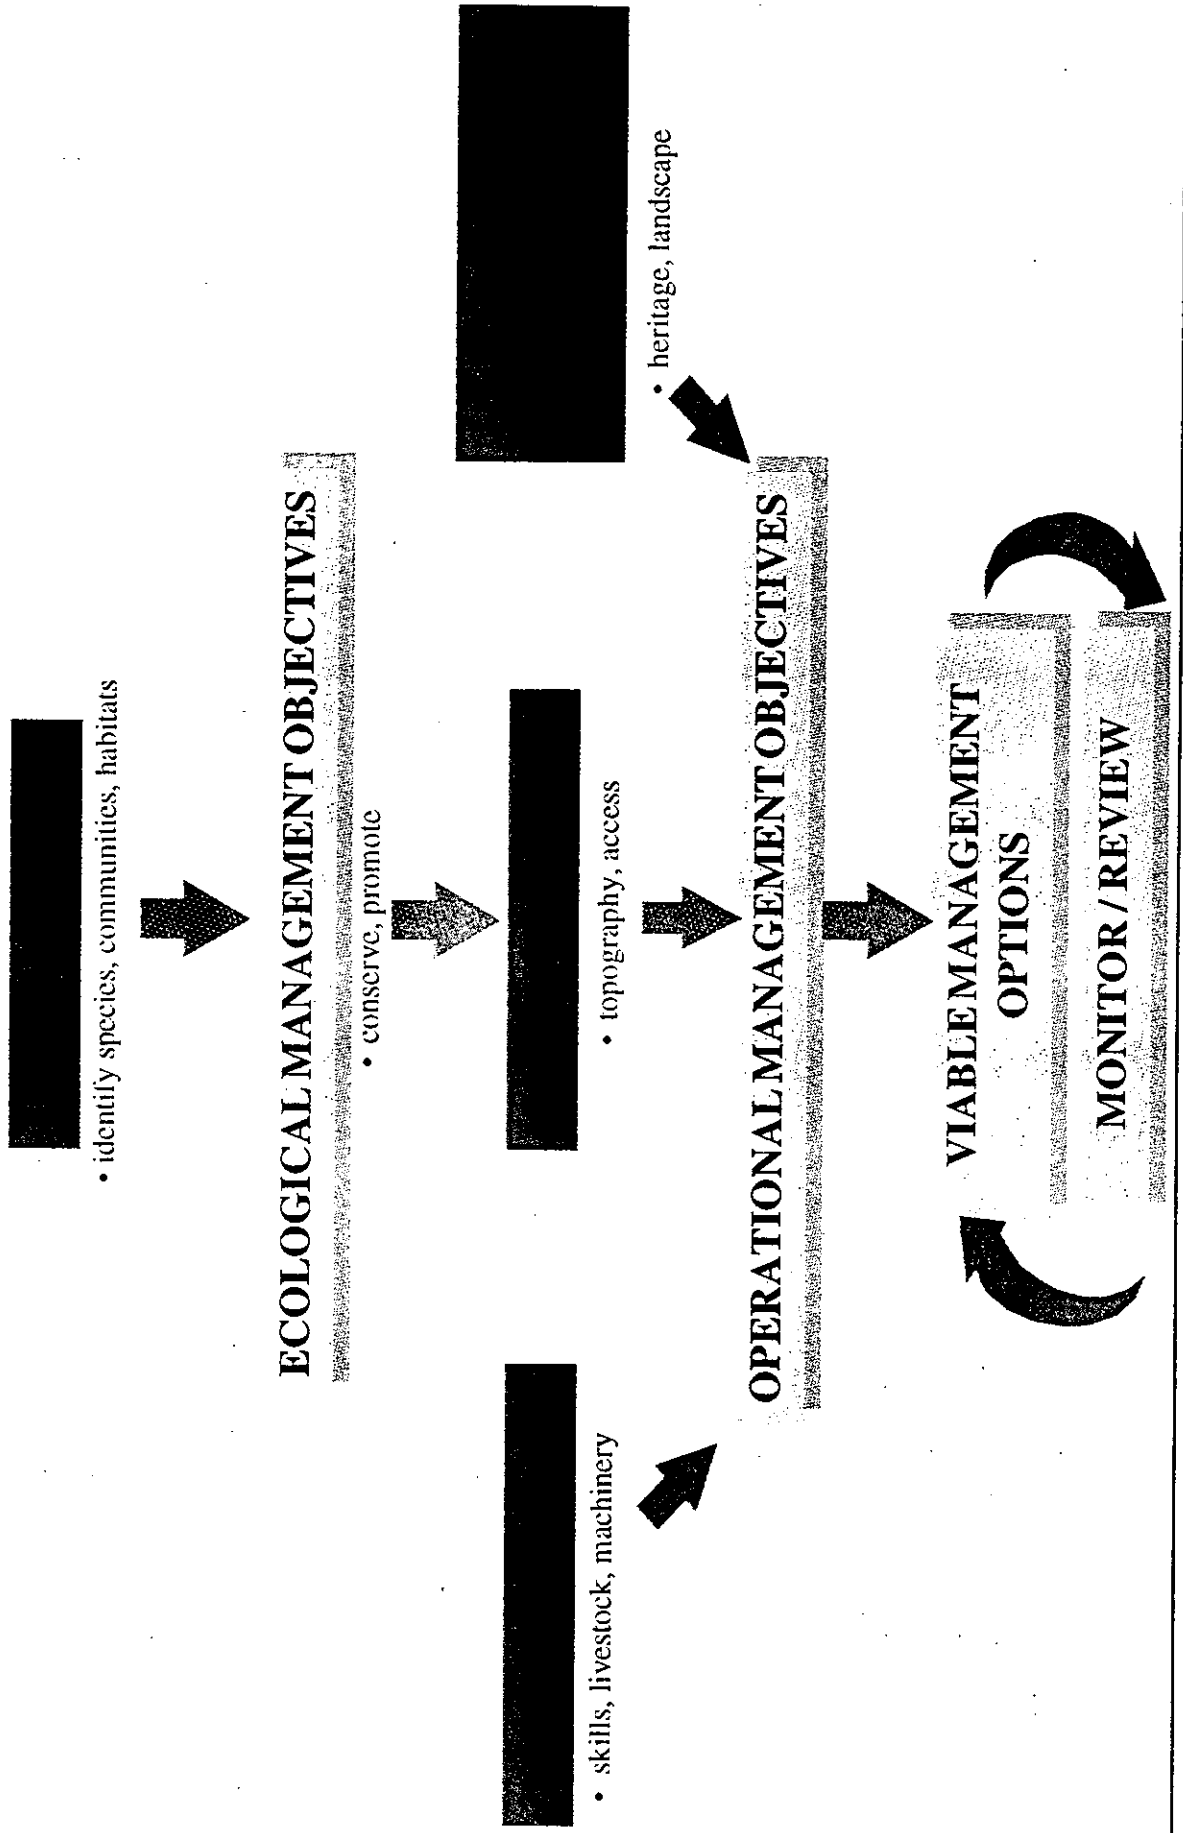 • identify species, communities, habitats
ECOLOGICAL MANAGEMENT OBJECTIVES
• conserve, promote
• skills, livestock, machinery
• topography, access
• heritage, landscape
OPERATIONAL MANAGEMENT OBJECTIVES
VIABLE MANAGEMENT
OPTIONS
MONITOR / REVIEW